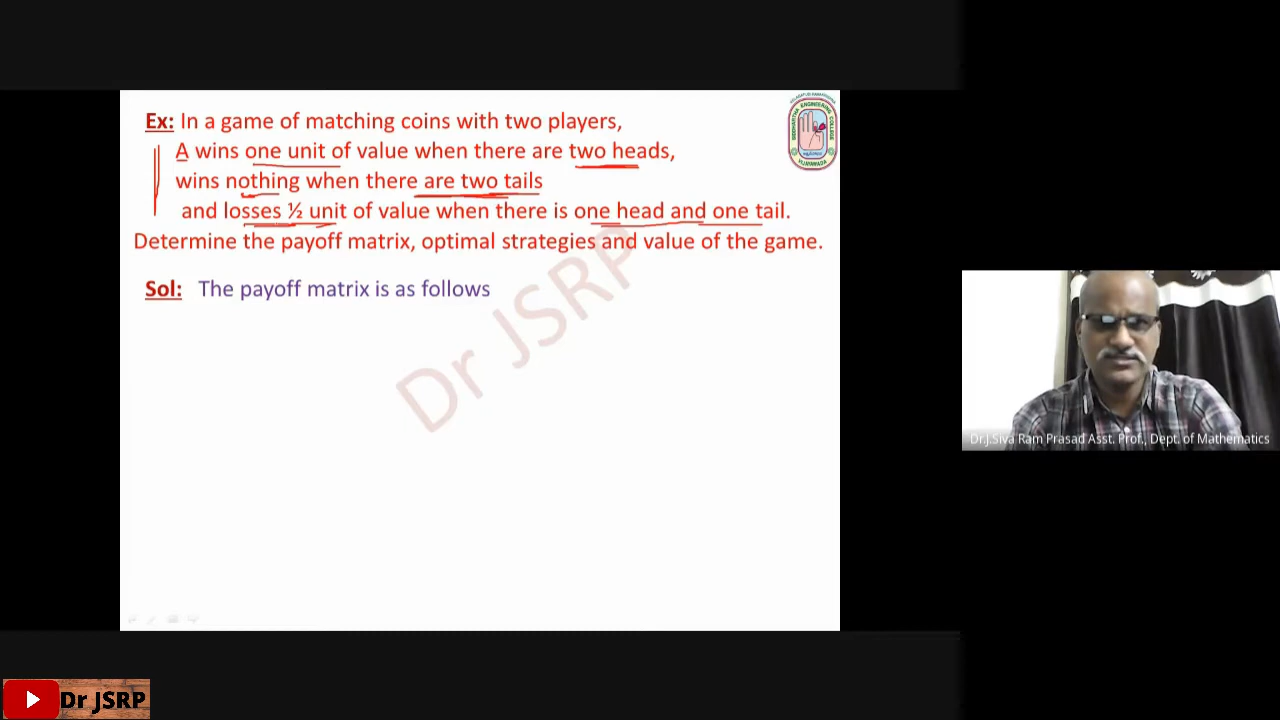 Ex: In a game of matching coins with two players,
A wins one unit of value when there are two heads,
wins nothing when there are two tails
and losses ½ unit of value when there is one head and one tail.
Determine the payoff matrix, optimal strategies and value of the game.
Sol: The payoff matrix is as follows
Dr JSRP
Dr.J.Siva Ram Prasad Asst. Prof., Dept. of Mathematics
Dr JSRP